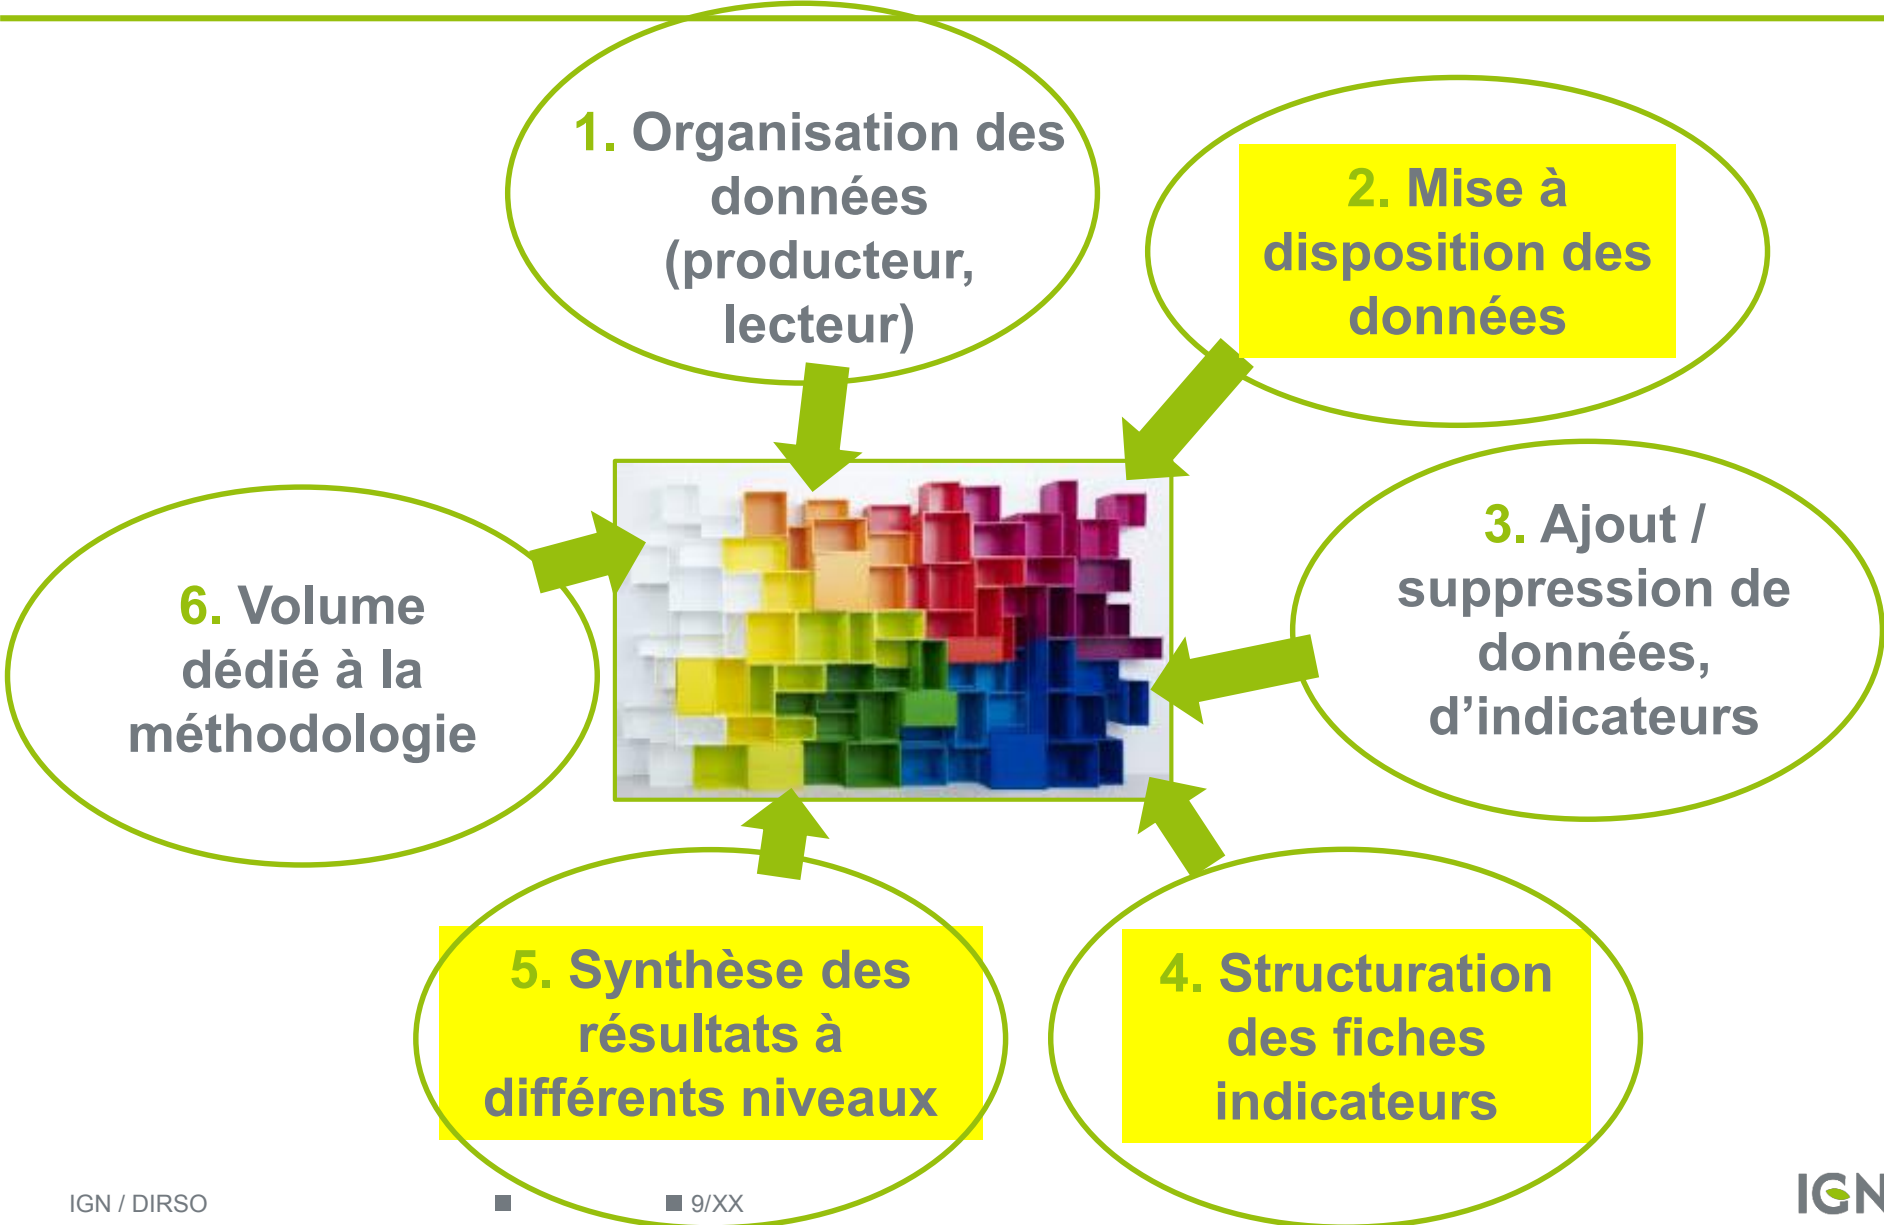 1. Organisation des
données
(producteur,
lecteur)
2. Mise à
disposition des
données
3. Ajout /
suppression de
données,
d’indicateurs
4. Structuration
des fiches
indicateurs
5. Synthèse des
résultats à
différents niveaux
6. Volume
dédié à la
méthodologie
IGN / DIRSO
9/XX
IGN